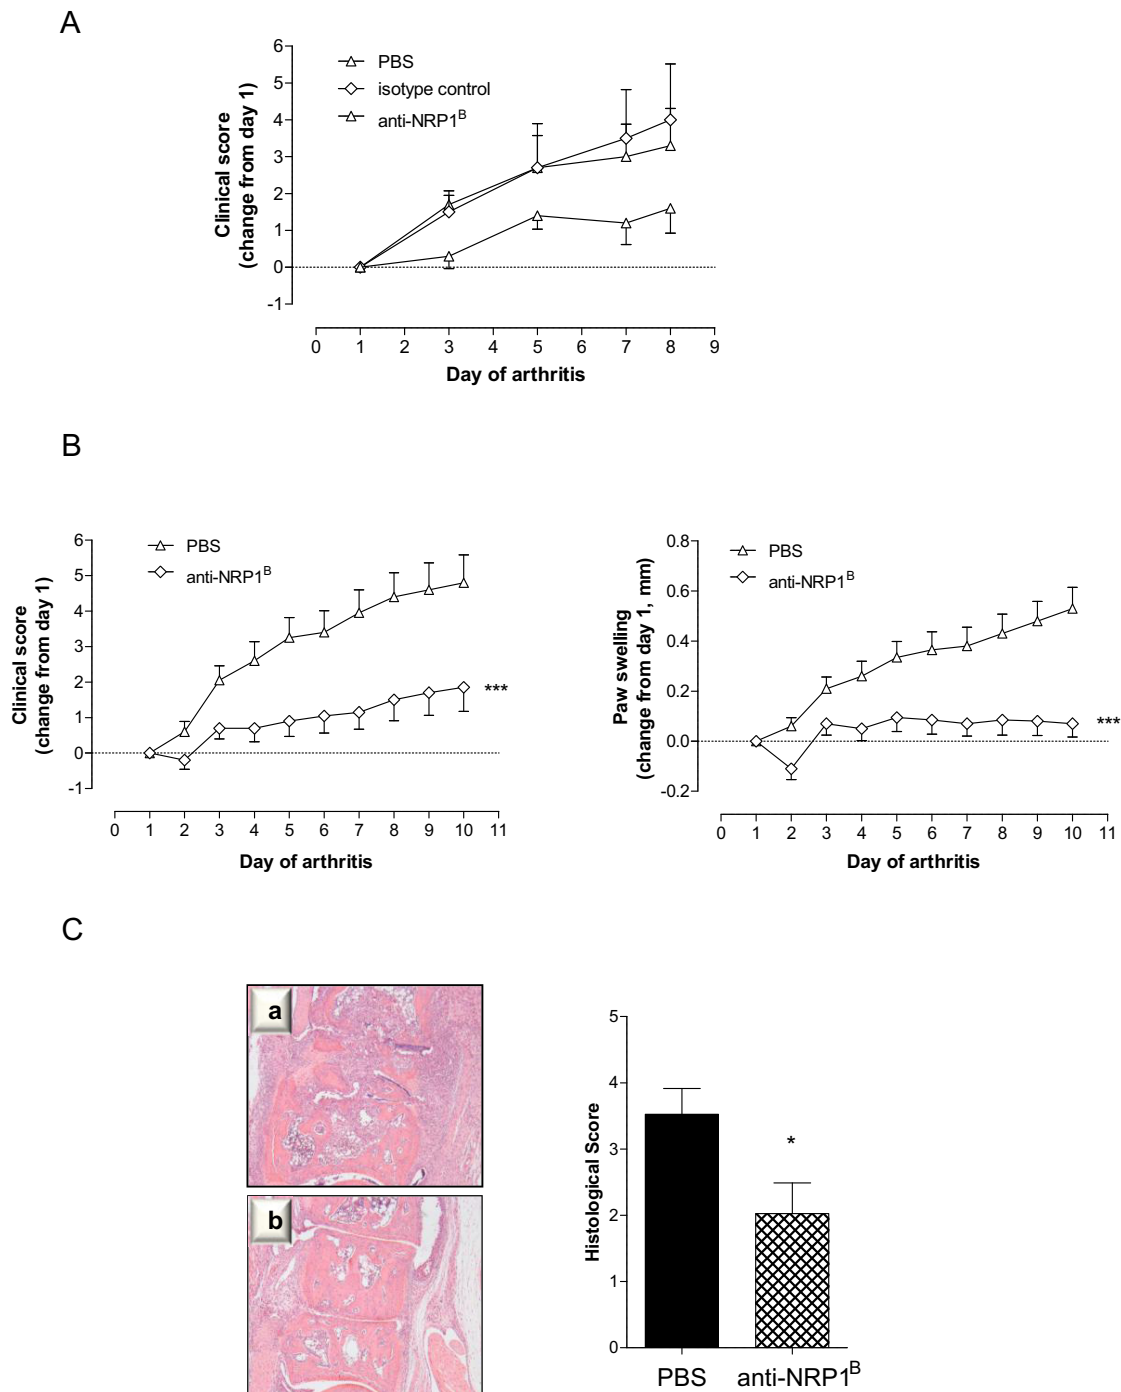 A
6
5
4
3
2
1
0
-1
Clinical score
(change from day 1)
PBS
isotype control
anti-NRP1B
0 1 2 3 4 5 6 7 8 9
Day of arthritis
B
6
5
4
3
2
1
0
-1
Clinical score
(change from day 1)
PBS
anti-NRP1B
***
0 1 2 3 4 5 6 7 8 9 10 11
Day of arthritis
0.8
0.6
0.4
0.2
0.0
-0.2
Paw swelling
(change from day 1, mm)
PBS
anti-NRP1B
***
0 1 2 3 4 5 6 7 8 9 10 11
Day of arthritis
C
a
b
5
4
3
2
1
0
Histological Score
*
PBS anti-NRP1B